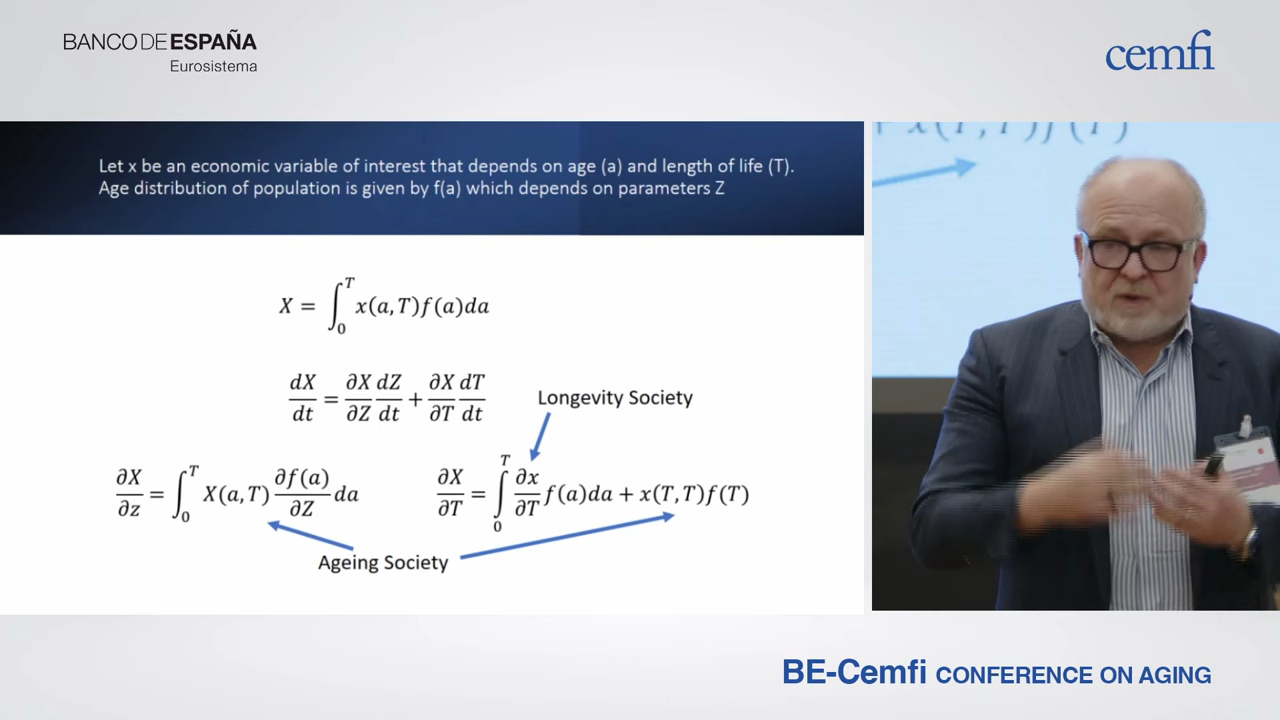 BANCO DE ESPAÑA
Eurosistema
cemfi
Let x be an economic variable of interest that depends on age (a) and length of life (T).
Age distribution of population is given by f(a) which depends on parameters Z
X = ∫₀ᵀ x(a, T)f(a)da
dX/dt = ∂X/∂Z dZ/dt + ∂X/∂T dT/dt
Longevity Society
∂X/∂z = ∫₀ᵀ X(a, T) ∂f(a)/∂Z da
∂X/∂T = ∫₀ᵀ ∂x/∂T f(a)da + x(T, T)f(T)
Ageing Society
+ x(T, T)f(T)
BE-Cemfi CONFERENCE ON AGING